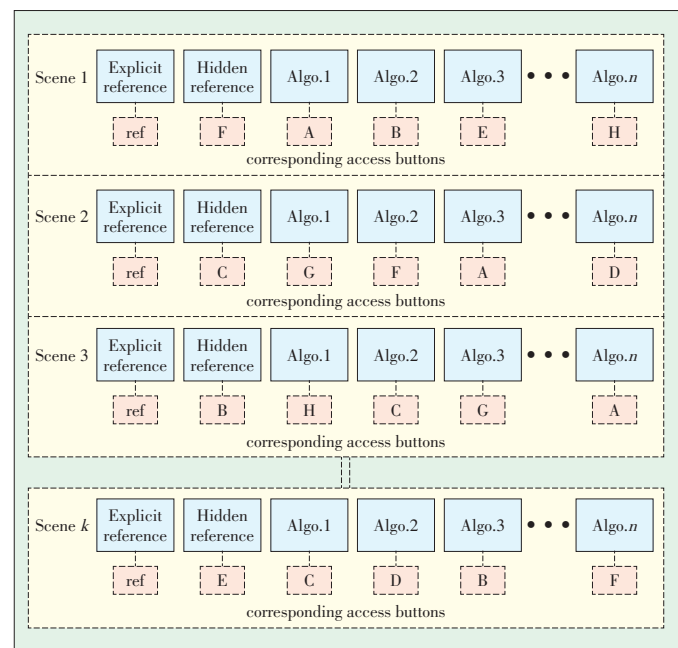 Scene 1 Explicit reference Hidden reference Algo.1 Algo.2 Algo.3 • • • Algo.n
ref F A B E H
corresponding access buttons
Scene 2 Explicit reference Hidden reference Algo.1 Algo.2 Algo.3 • • • Algo.n
ref C G F A D
corresponding access buttons
Scene 3 Explicit reference Hidden reference Algo.1 Algo.2 Algo.3 • • • Algo.n
ref B H C G A
corresponding access buttons
Scene k Explicit reference Hidden reference Algo.1 Algo.2 Algo.3 • • • Algo.n
ref E C D B F
corresponding access buttons